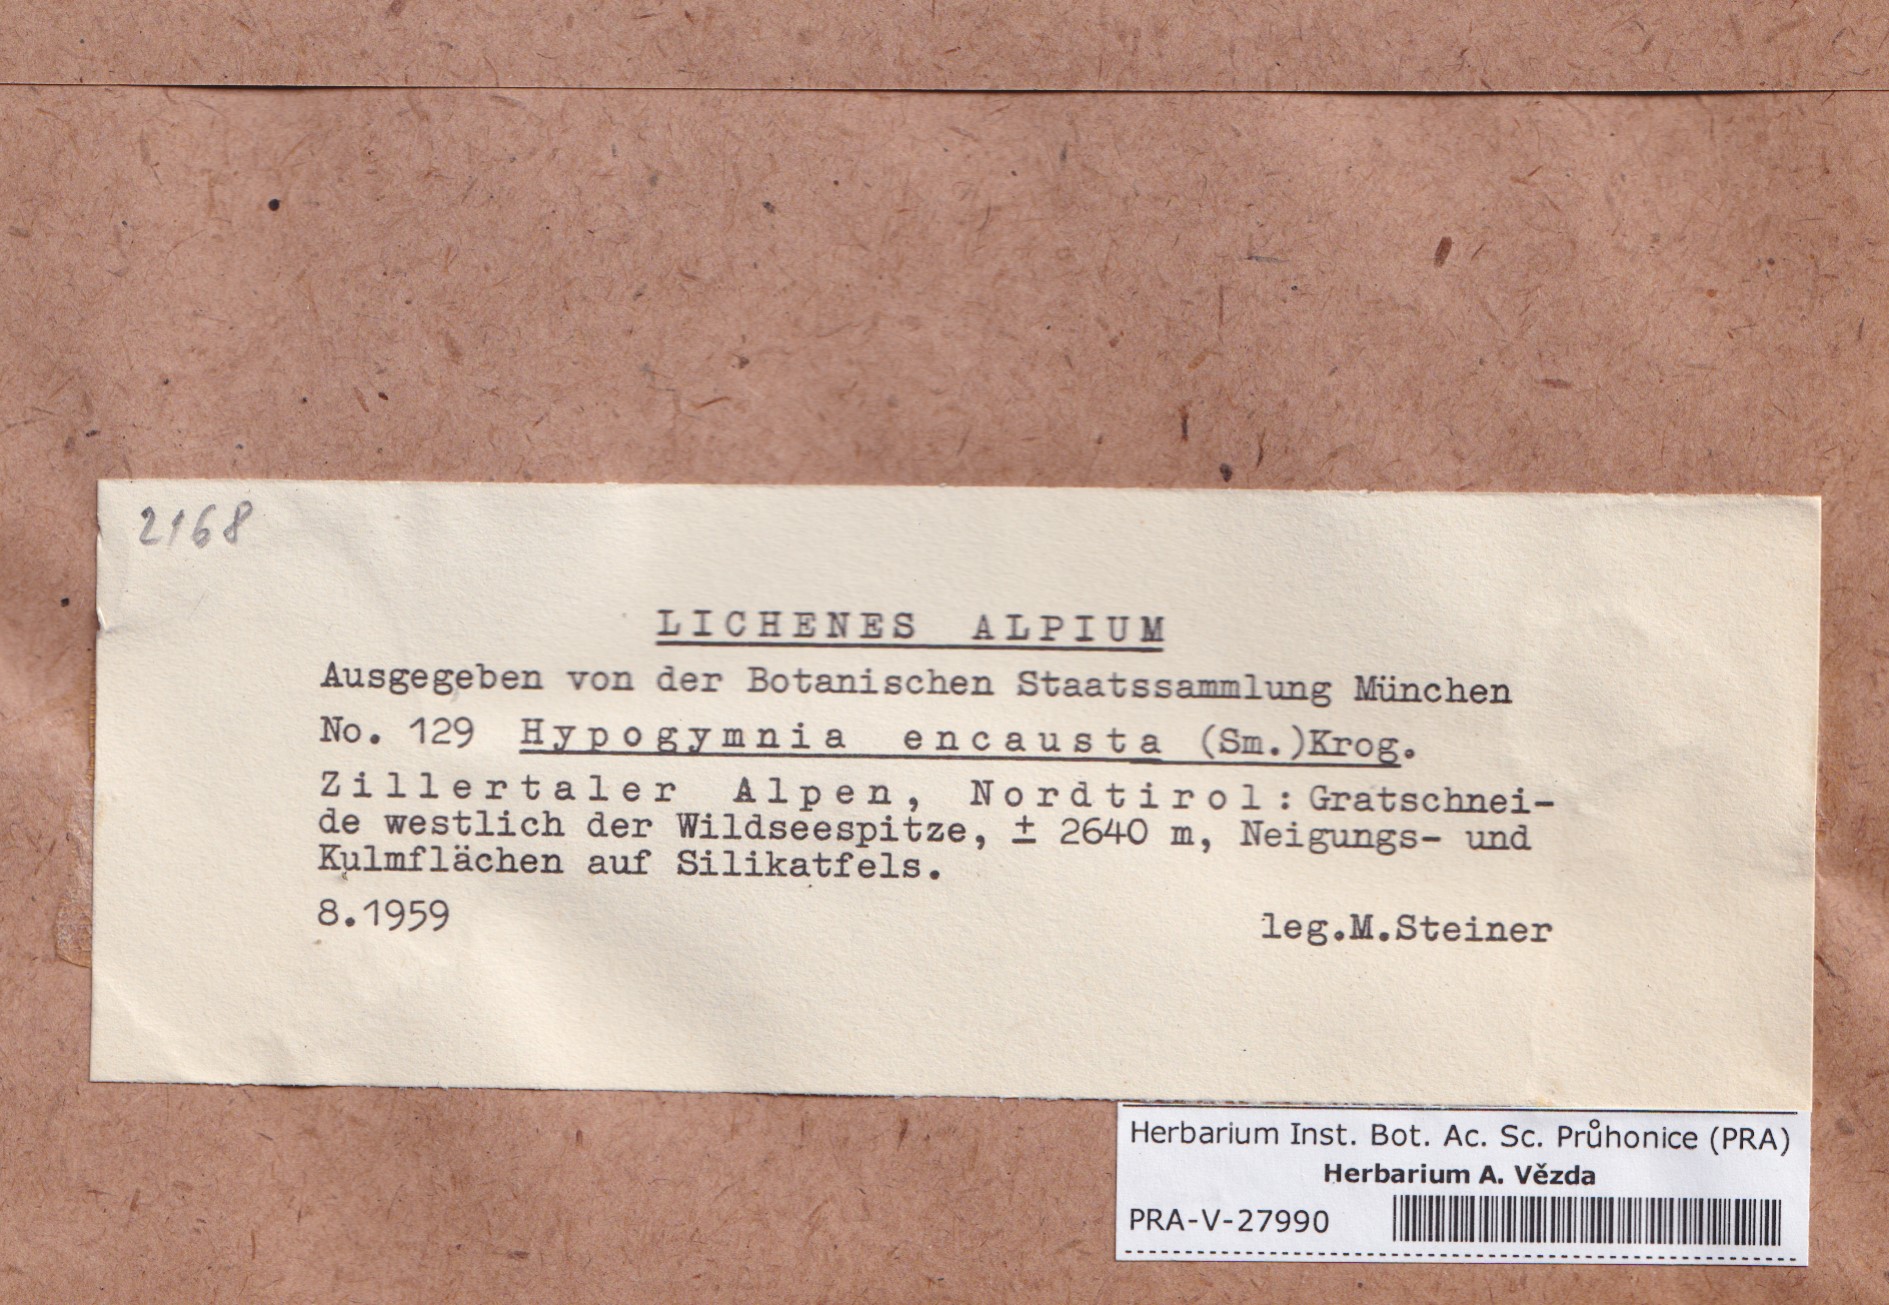 2168
LICHENES ALPIUM
Ausgegeben von der Botanischen Staatssammlung München
No. 129 Hypogymnia encausta (Sm.)Krog.
Zillertaler Alpen, Nordtirol: Gratschnei-
de westlich der Wildseespitze, ± 2640 m, Neigungs- und
Kulmflächen auf Silikatfels.
8.1959 leg.M.Steiner
Herbarium Inst. Bot. Ac. Sc. Průhonice (PRA)
Herbarium A. Vězda
PRA-V-27990